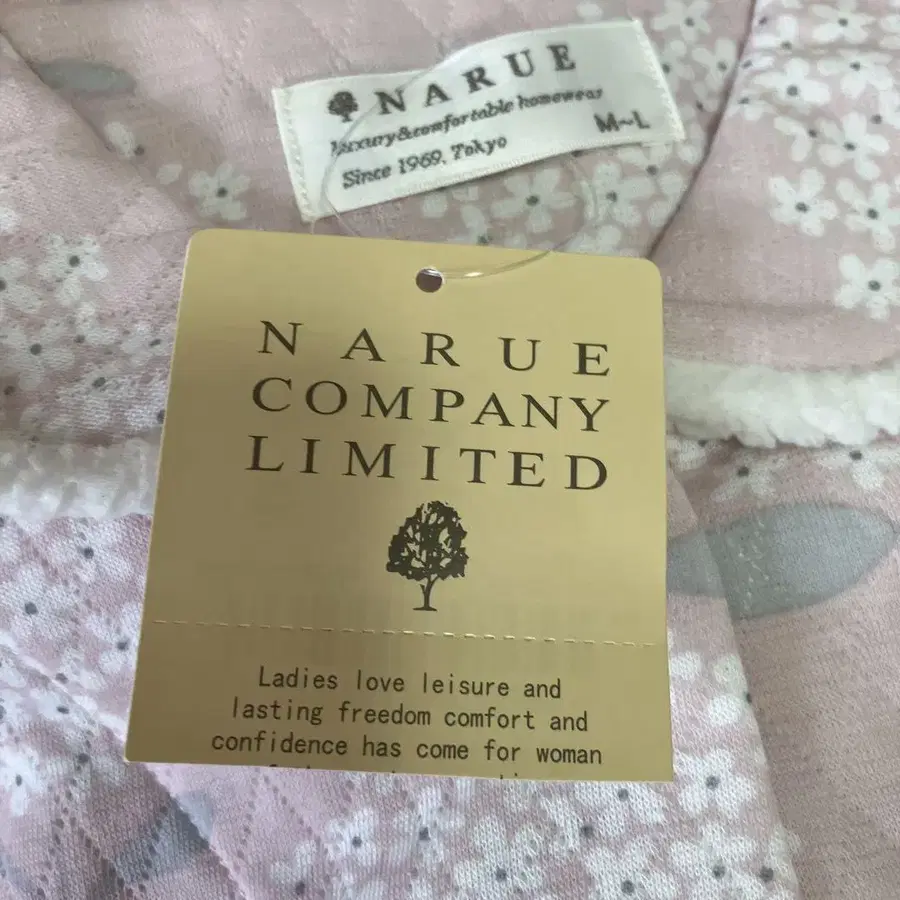 NARUE
luxury&comfortable homewear
Since 1969, Tokyo
M~L
NARUE
COMPANY
LIMITED
Ladies love leisure and
lasting freedom comfort and
confidence has come for woman